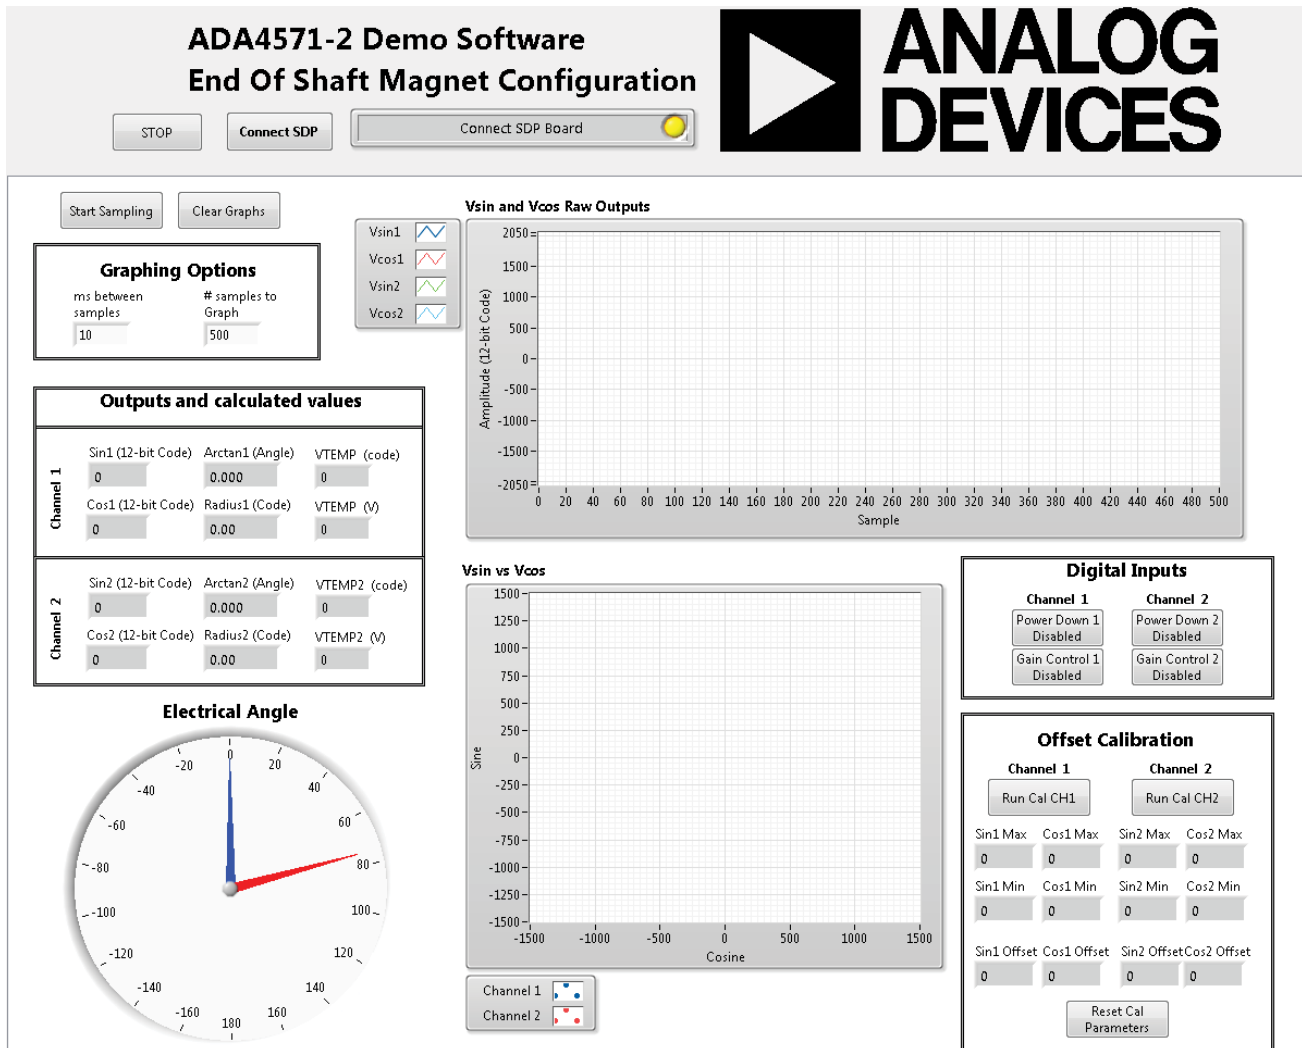 ADA4571-2 Demo Software
End Of Shaft Magnet Configuration
ANALOG
DEVICES
STOP
Connect SDP
Connect SDP Board
Start Sampling
Clear Graphs
Graphing Options
ms between
samples
10
# samples to
Graph
500
Vsin1
Vcos1
Vsin2
Vcos2
Vsin and Vcos Raw Outputs
Amplitude (12-bit Code)
2050
1500
1000
500
0
-500
-1000
-1500
-2050
0 20 40 60 80 100 120 140 160 180 200 220 240 260 280 300 320 340 360 380 400 420 440 460 480 500
Sample
Outputs and calculated values
Channel 1
Sin1 (12-bit Code) Arctan1 (Angle) VTEMP (code)
0 0.000 0
Cos1 (12-bit Code) Radius1 (Code) VTEMP (V)
0 0.00 0
Channel 2
Sin2 (12-bit Code) Arctan2 (Angle) VTEMP2 (code)
0 0.000 0
Cos2 (12-bit Code) Radius2 (Code) VTEMP2 (V)
0 0.00 0
Electrical Angle
0
20
40
60
80
100
120
140
160
180
-160
-140
-120
-100
-80
-60
-40
-20
Vsin vs Vcos
Sine
1500
1250
1000
750
500
250
0
-250
-500
-750
-1000
-1250
-1500
-1500 -1000 -500 0 500 1000 1500
Cosine
Channel 1
Channel 2
Digital Inputs
Channel 1 Channel 2
Power Down 1
Disabled
Power Down 2
Disabled
Gain Control 1
Disabled
Gain Control 2
Disabled
Offset Calibration
Channel 1 Channel 2
Run Cal CH1 Run Cal CH2
Sin1 Max Cos1 Max Sin2 Max Cos2 Max
0 0 0 0
Sin1 Min Cos1 Min Sin2 Min Cos2 Min
0 0 0 0
Sin1 Offset Cos1 Offset Sin2 Offset Cos2 Offset
0 0 0 0
Reset Cal
Parameters